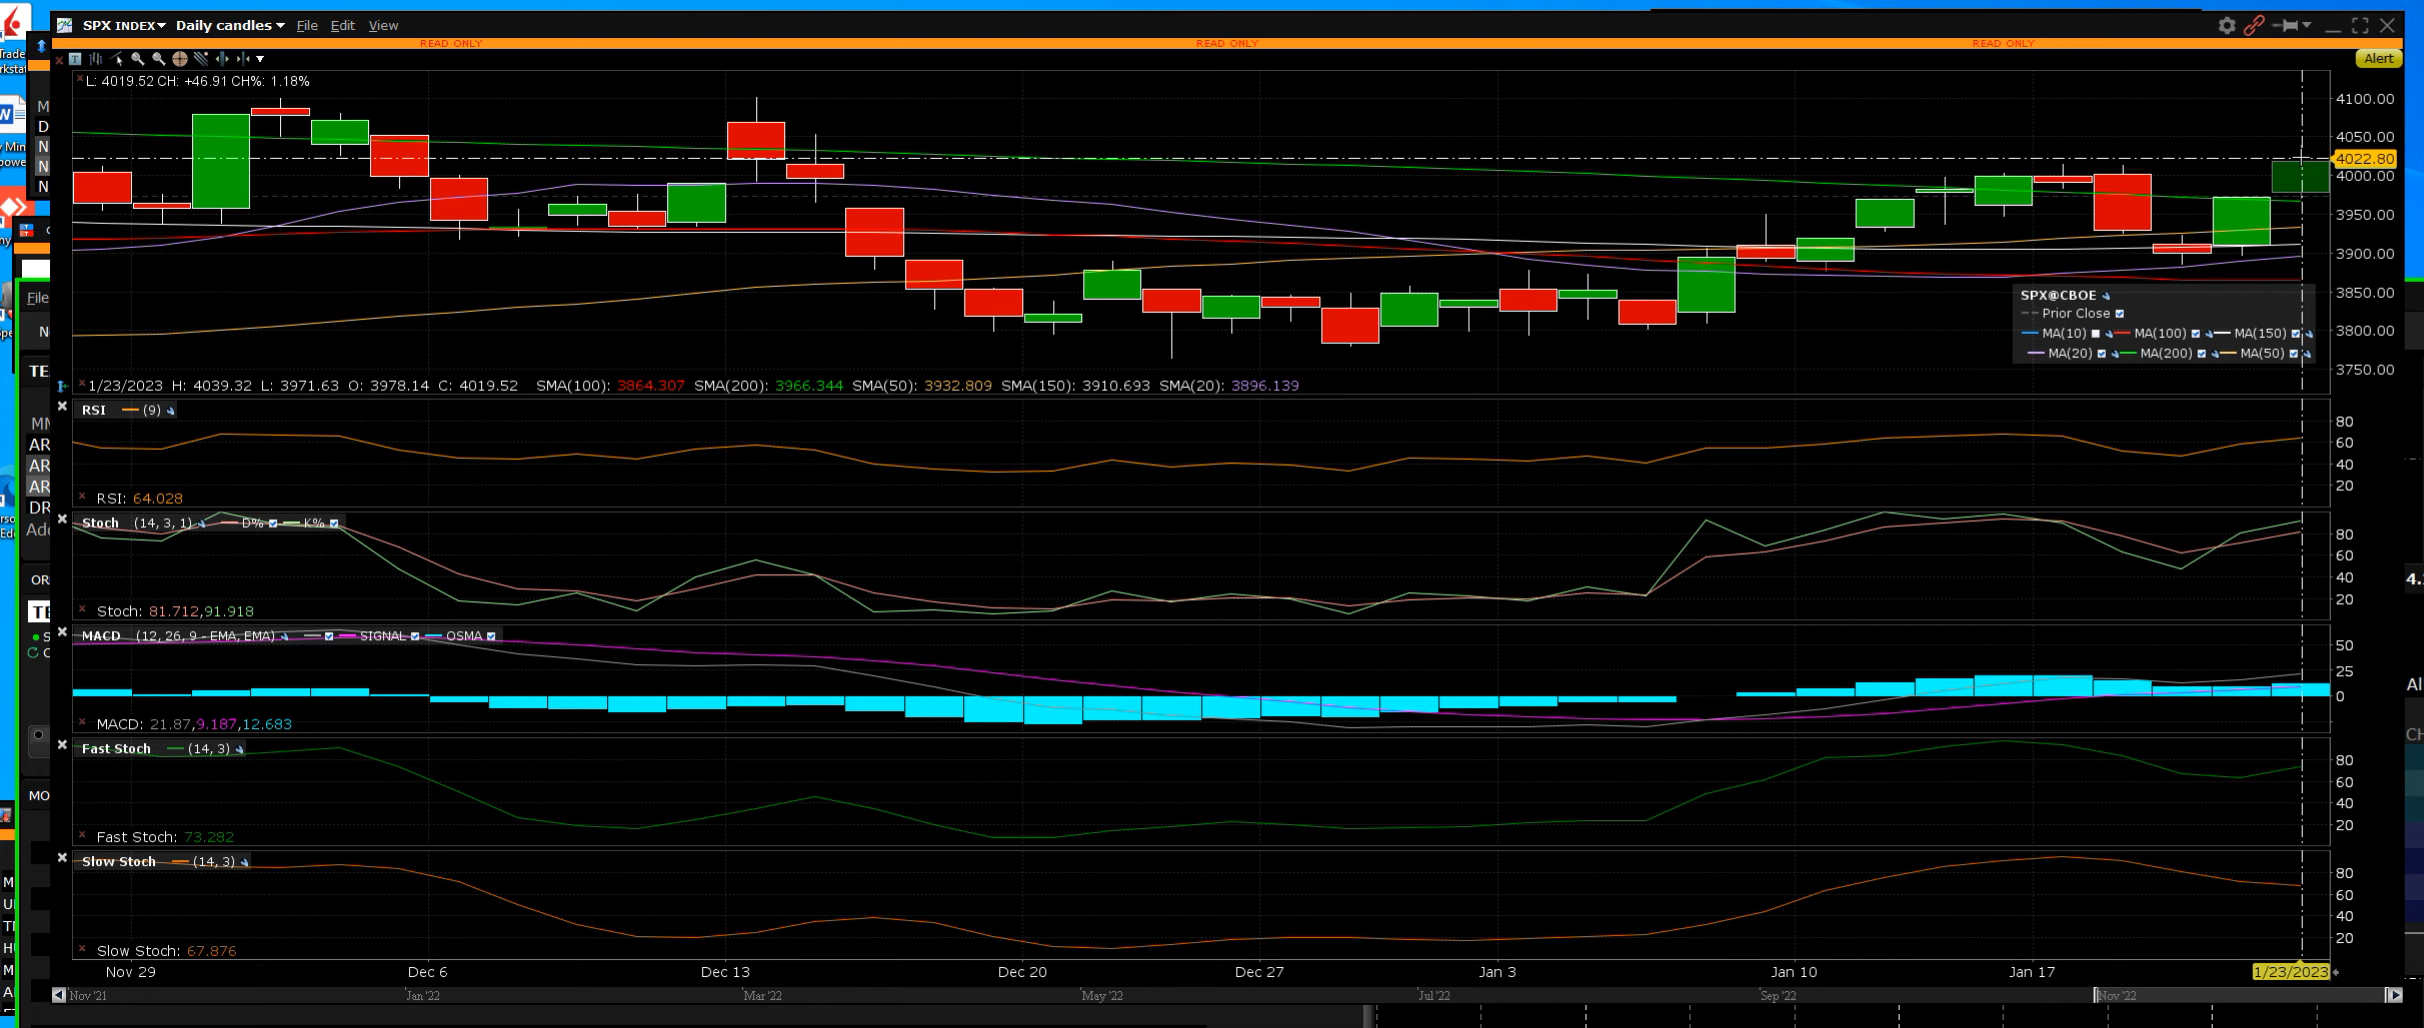 SPX INDEX Daily candles File Edit View
READ ONLY READ ONLY READ ONLY
Alert
L: 4019.52 CH: +46.91 CH%: 1.18%
4100.00
4050.00
4022.80
4000.00
3950.00
3900.00
3850.00
3800.00
3750.00
SPX@CBOE
Prior Close
MA(10) MA(100) MA(150)
MA(20) MA(200) MA(50)
1/23/2023 H: 4039.32 L: 3971.63 O: 3978.14 C: 4019.52 SMA(100): 3864.307 SMA(200): 3966.344 SMA(50): 3932.809 SMA(150): 3910.693 SMA(20): 3896.139
RSI (9)
80
60
40
20
RSI: 64.028
Stoch (14, 3, 1) D% K%
80
60
40
20
Stoch: 81.712,91.918
MACD (12, 26, 9 - EMA, EMA) SIGNAL OSMA
50
25
0
MACD: 21.87,9.187,12.683
Fast Stoch (14, 3)
80
60
40
20
Fast Stoch: 73.282
Slow Stoch (14, 3)
80
60
40
20
Slow Stoch: 67.876
Nov 29 Dec 6 Dec 13 Dec 20 Dec 27 Jan 3 Jan 10 Jan 17 1/23/2023
Nov '21 Jan '22 Mar '22 May '22 Jul '22 Sep '22 Nov '22
File